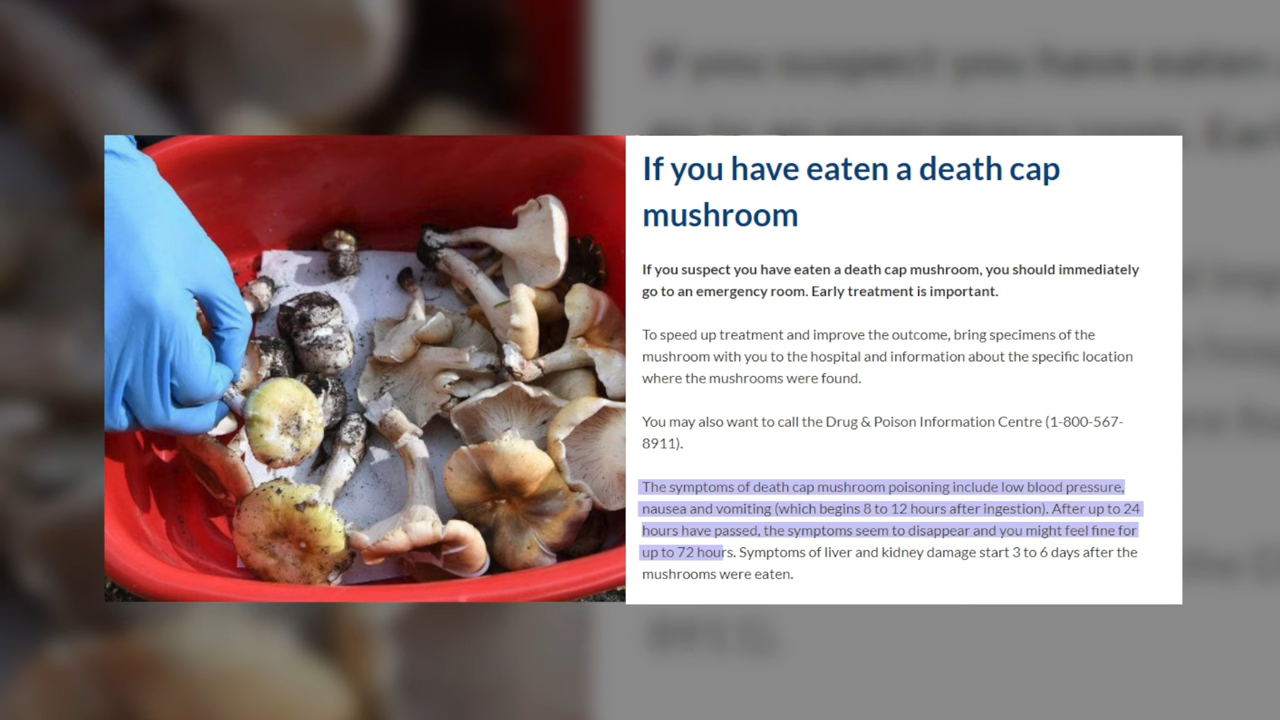 If you have eaten a death cap
mushroom
If you suspect you have eaten a death cap mushroom, you should immediately
go to an emergency room. Early treatment is important.
To speed up treatment and improve the outcome, bring specimens of the
mushroom with you to the hospital and information about the specific location
where the mushrooms were found.
You may also want to call the Drug & Poison Information Centre (1-800-567-
8911).
The symptoms of death cap mushroom poisoning include low blood pressure,
nausea and vomiting (which begins 8 to 12 hours after ingestion). After up to 24
hours have passed, the symptoms seem to disappear and you might feel fine for
up to 72 hours. Symptoms of liver and kidney damage start 3 to 6 days after the
mushrooms were eaten.